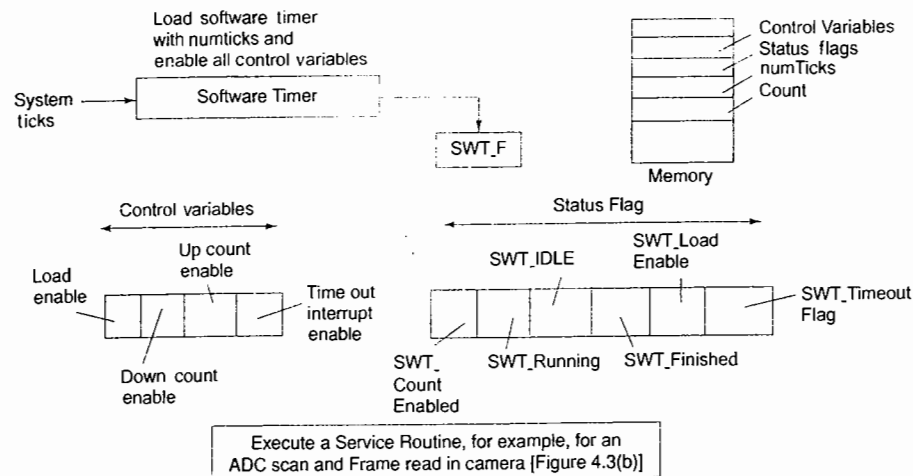 Load software timer
with numticks and
enable all control variables
System
ticks
Software Timer
SWT_F
Control Variables
Status flags
numTicks
Count
Memory
Control variables
Status Flag
Load
enable
Up count
enable
Time out
interrupt
enable
Down count
enable
SWT_IDLE
SWT_Load
Enable
SWT_Timeout
Flag
SWT_
Count
Enabled
SWT_Running
SWT_Finished
Execute a Service Routine, for example, for an
ADC scan and Frame read in camera [Figure 4.3(b)]